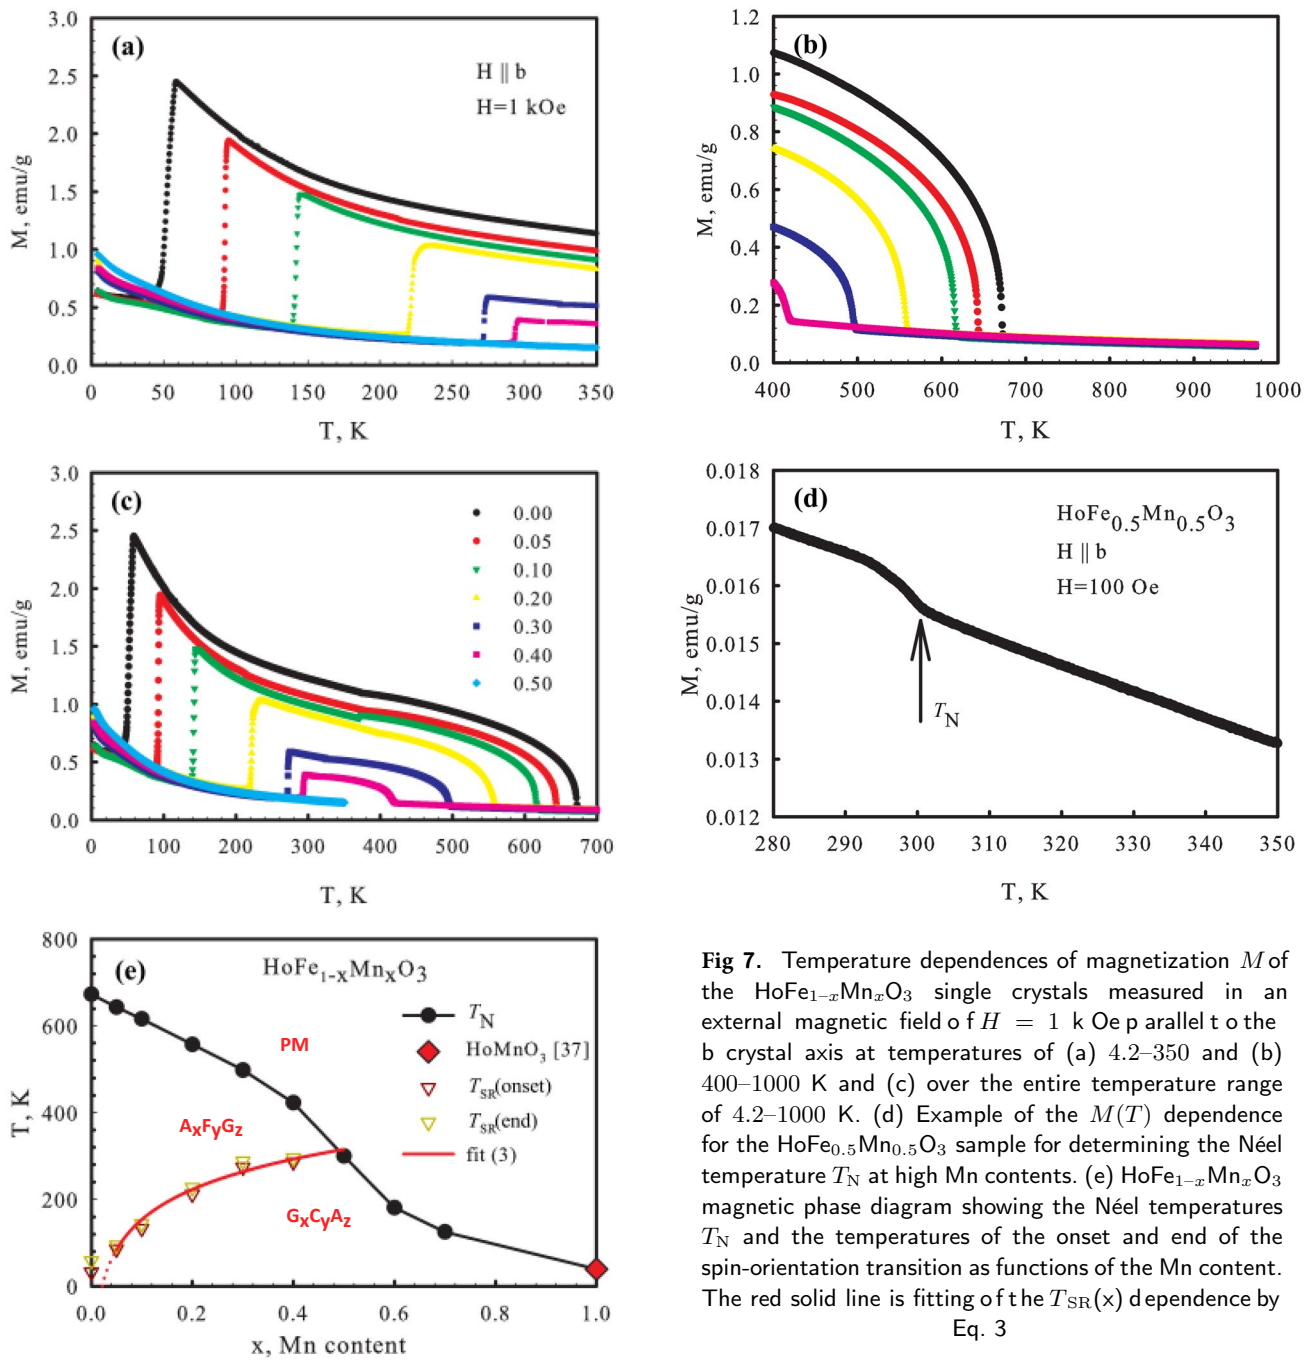 (a)
H || b
H=1 kOe
M, emu/g
3.0
2.5
2.0
1.5
1.0
0.5
0.0
0 50 100 150 200 250 300 350
T, K
(b)
M, emu/g
1.2
1.0
0.8
0.6
0.4
0.2
0.0
400 500 600 700 800 900 1000
T, K
(c)
M, emu/g
3.0
2.5
2.0
1.5
1.0
0.5
0.0
0.00
0.05
0.10
0.20
0.30
0.40
0.50
0 100 200 300 400 500 600 700
T, K
(d)
HoFe0.5Mn0.5O3
H || b
H=100 Oe
M, emu/g
0.018
0.017
0.016
0.015
0.014
0.013
0.012
TN
280 290 300 310 320 330 340 350
T, K
(e)
HoFe1-xMnxO3
T, K
800
600
400
200
0
TN
HoMnO3 [37]
TSR(onset)
TSR(end)
fit (3)
PM
AxFyGz
GxCyAz
0.0 0.2 0.4 0.6 0.8 1.0
x, Mn content
Fig 7. Temperature dependences of magnetization M of
the HoFe1−xMnxO3 single crystals measured in an
external magnetic field o f H = 1 k Oe p arallel t o the
b crystal axis at temperatures of (a) 4.2–350 and (b)
400–1000 K and (c) over the entire temperature range
of 4.2–1000 K. (d) Example of the M(T) dependence
for the HoFe0.5Mn0.5O3 sample for determining the Néel
temperature TN at high Mn contents. (e) HoFe1−xMnxO3
magnetic phase diagram showing the Néel temperatures
TN and the temperatures of the onset and end of the
spin-orientation transition as functions of the Mn content.
The red solid line is fitting o f t he TSR(x) d ependence by
Eq. 3